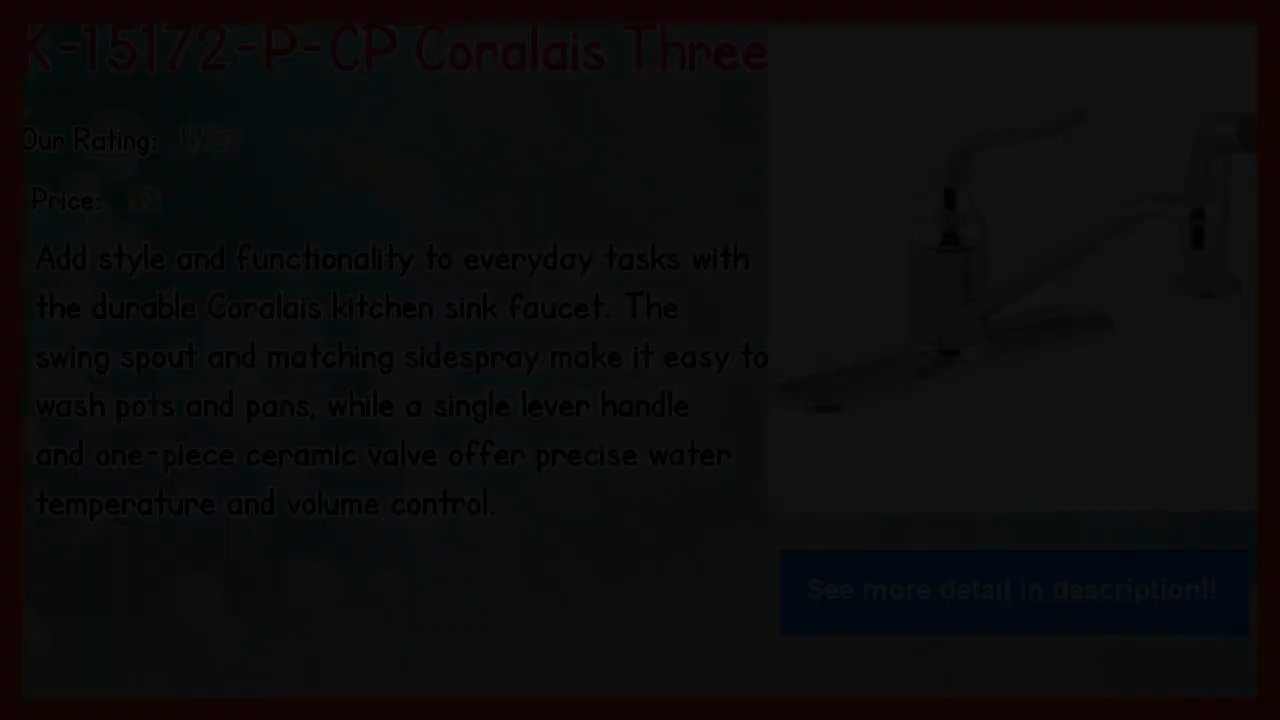 K-15172-P-CP Coralais Three
Our Rating:
Price:
Add style and functionality to everyday tasks with
the durable Coralais kitchen sink faucet. The
swing spout and matching sidespray make it easy to
wash pots and pans, while a single lever handle
and one-piece ceramic valve offer precise water
temperature and volume control.
See more detail in description!!